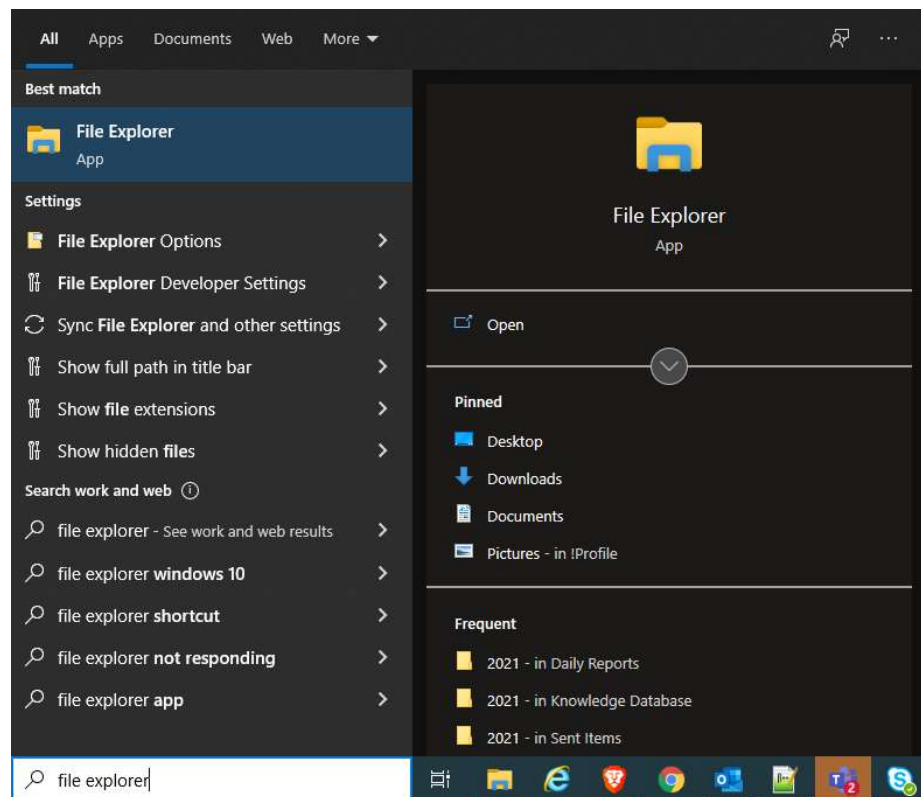 All Apps Documents Web More
Best match
File Explorer
App
Settings
File Explorer Options
File Explorer Developer Settings
Sync File Explorer and other settings
Show full path in title bar
Show file extensions
Show hidden files
Search work and web
file explorer - See work and web results
file explorer windows 10
file explorer shortcut
file explorer not responding
file explorer app
file explorer
File Explorer
App
Open
Pinned
Desktop
Downloads
Documents
Pictures - in !Profile
Frequent
2021 - in Daily Reports
2021 - in Knowledge Database
2021 - in Sent Items
2